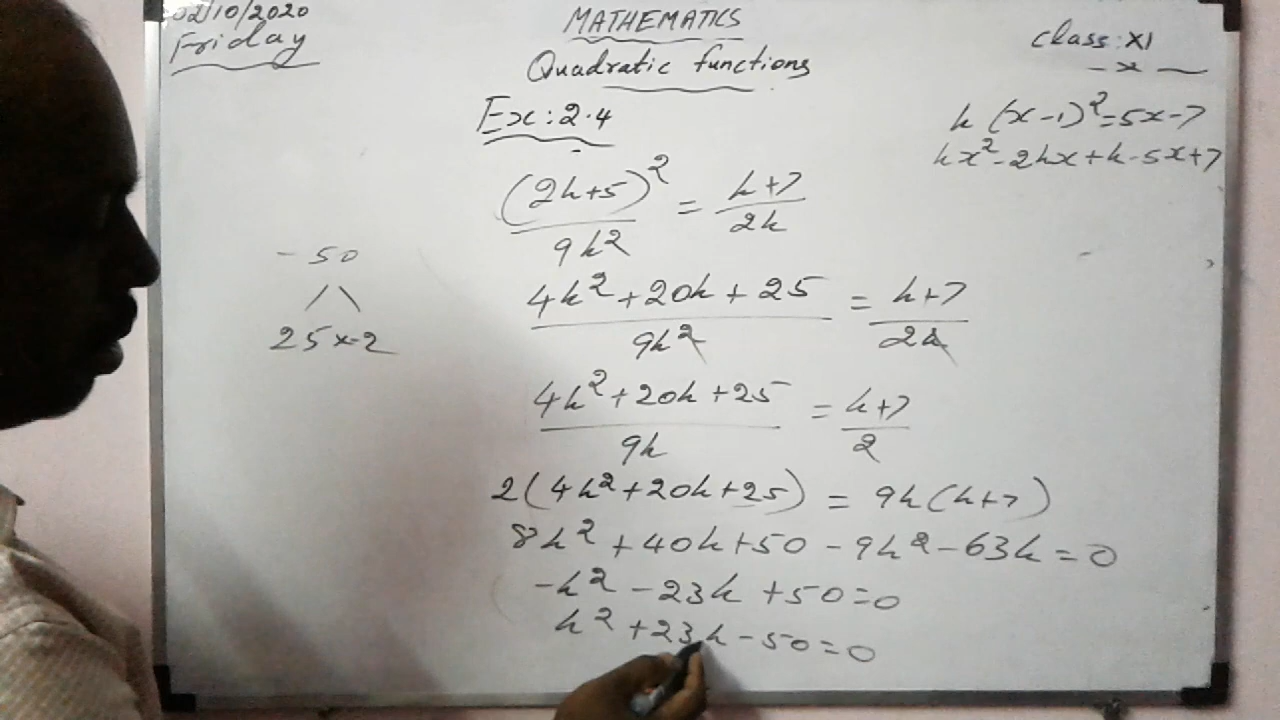 02/10/2020
Friday
MATHEMATICS
Quadratic functions
Class: XI
- x -
Ex: 2.4
k (x-1)² = 5x-7
kx² - 2kx + k - 5x + 7
(2k+5)² / 9k² = k+7 / 2k
4k² + 20k + 25 / 9k² = k+7 / 2k
4k² + 20k + 25 / 9k = k+7 / 2
2(4k² + 20k + 25) = 9k(k+7)
8k² + 40k + 50 - 9k² - 63k = 0
-k² - 23k + 50 = 0
k² + 23k - 50 = 0
- 50
25 x -2